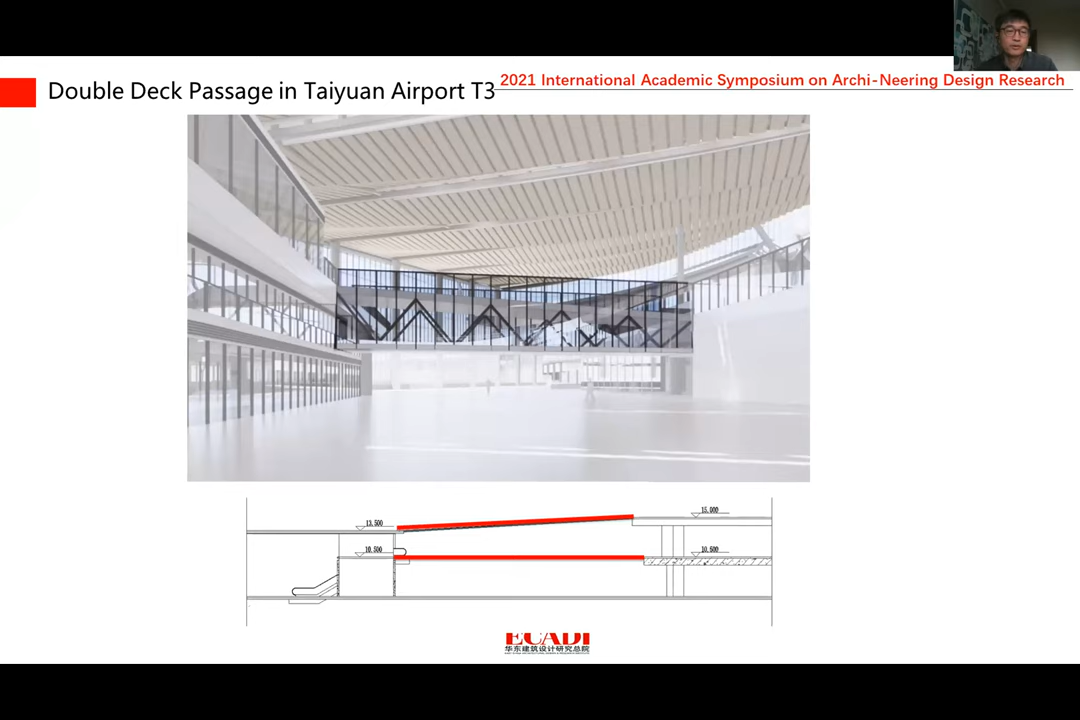 Double Deck Passage in Taiyuan Airport T3
2021 International Academic Symposium on Archi-Neering Design Research
13.500
15.000
10.500
10.500
ECADI
华东建筑设计研究总院